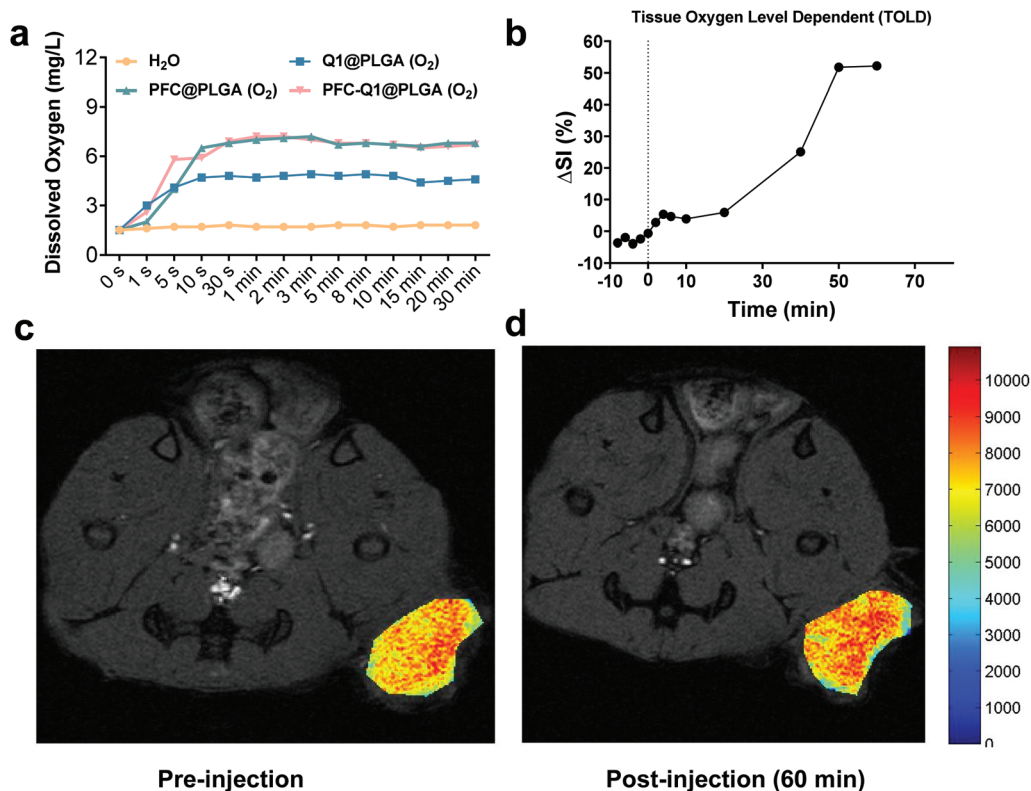 a
Dissolved Oxygen (mg/L)
12
9
6
3
0
H₂O
Q1@PLGA (O₂)
PFC@PLGA (O₂)
PFC-Q1@PLGA (O₂)
0 s
1 s
5 s
10 s
30 s
1 min
2 min
3 min
5 min
8 min
10 min
15 min
20 min
30 min
b
Tissue Oxygen Level Dependent (TOLD)
ΔSI (%)
60
50
40
30
20
10
0
-10
-10
0
10
30
50
70
Time (min)
c
d
10000
9000
8000
7000
6000
5000
4000
3000
2000
1000
0
Pre-injection
Post-injection (60 min)